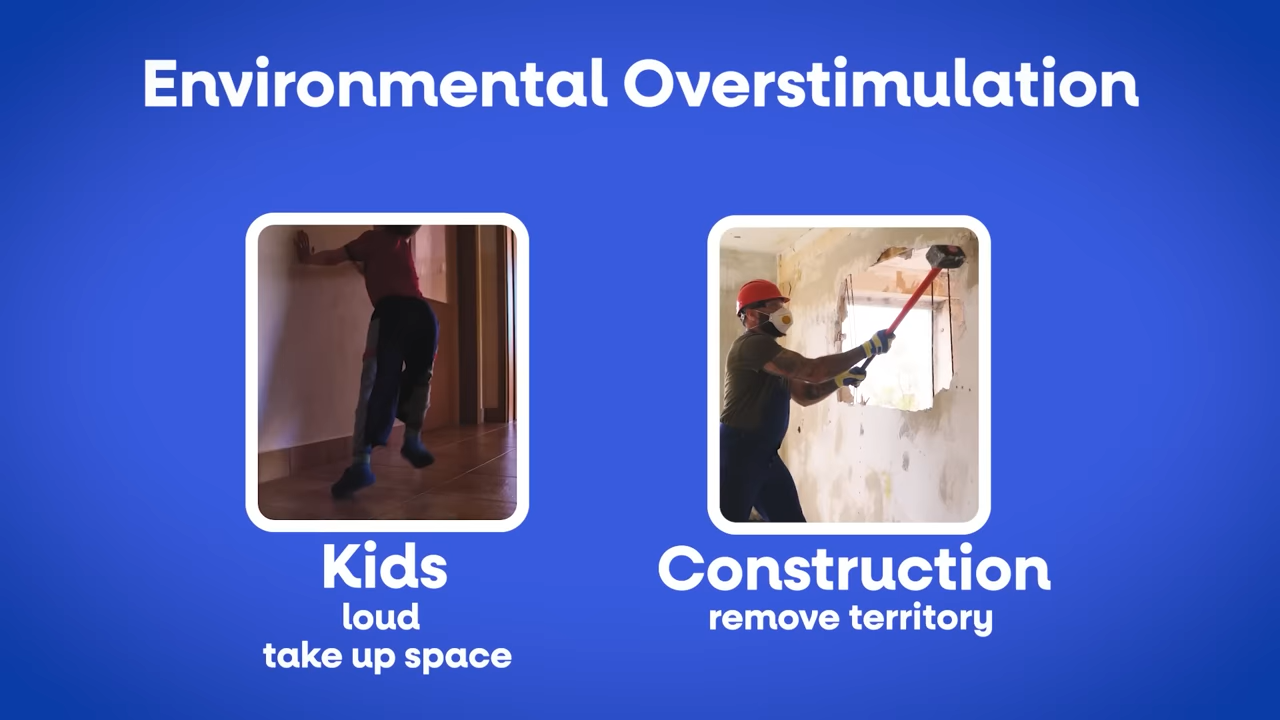 Environmental Overstimulation
Kids
loud
take up space
Construction
remove territory